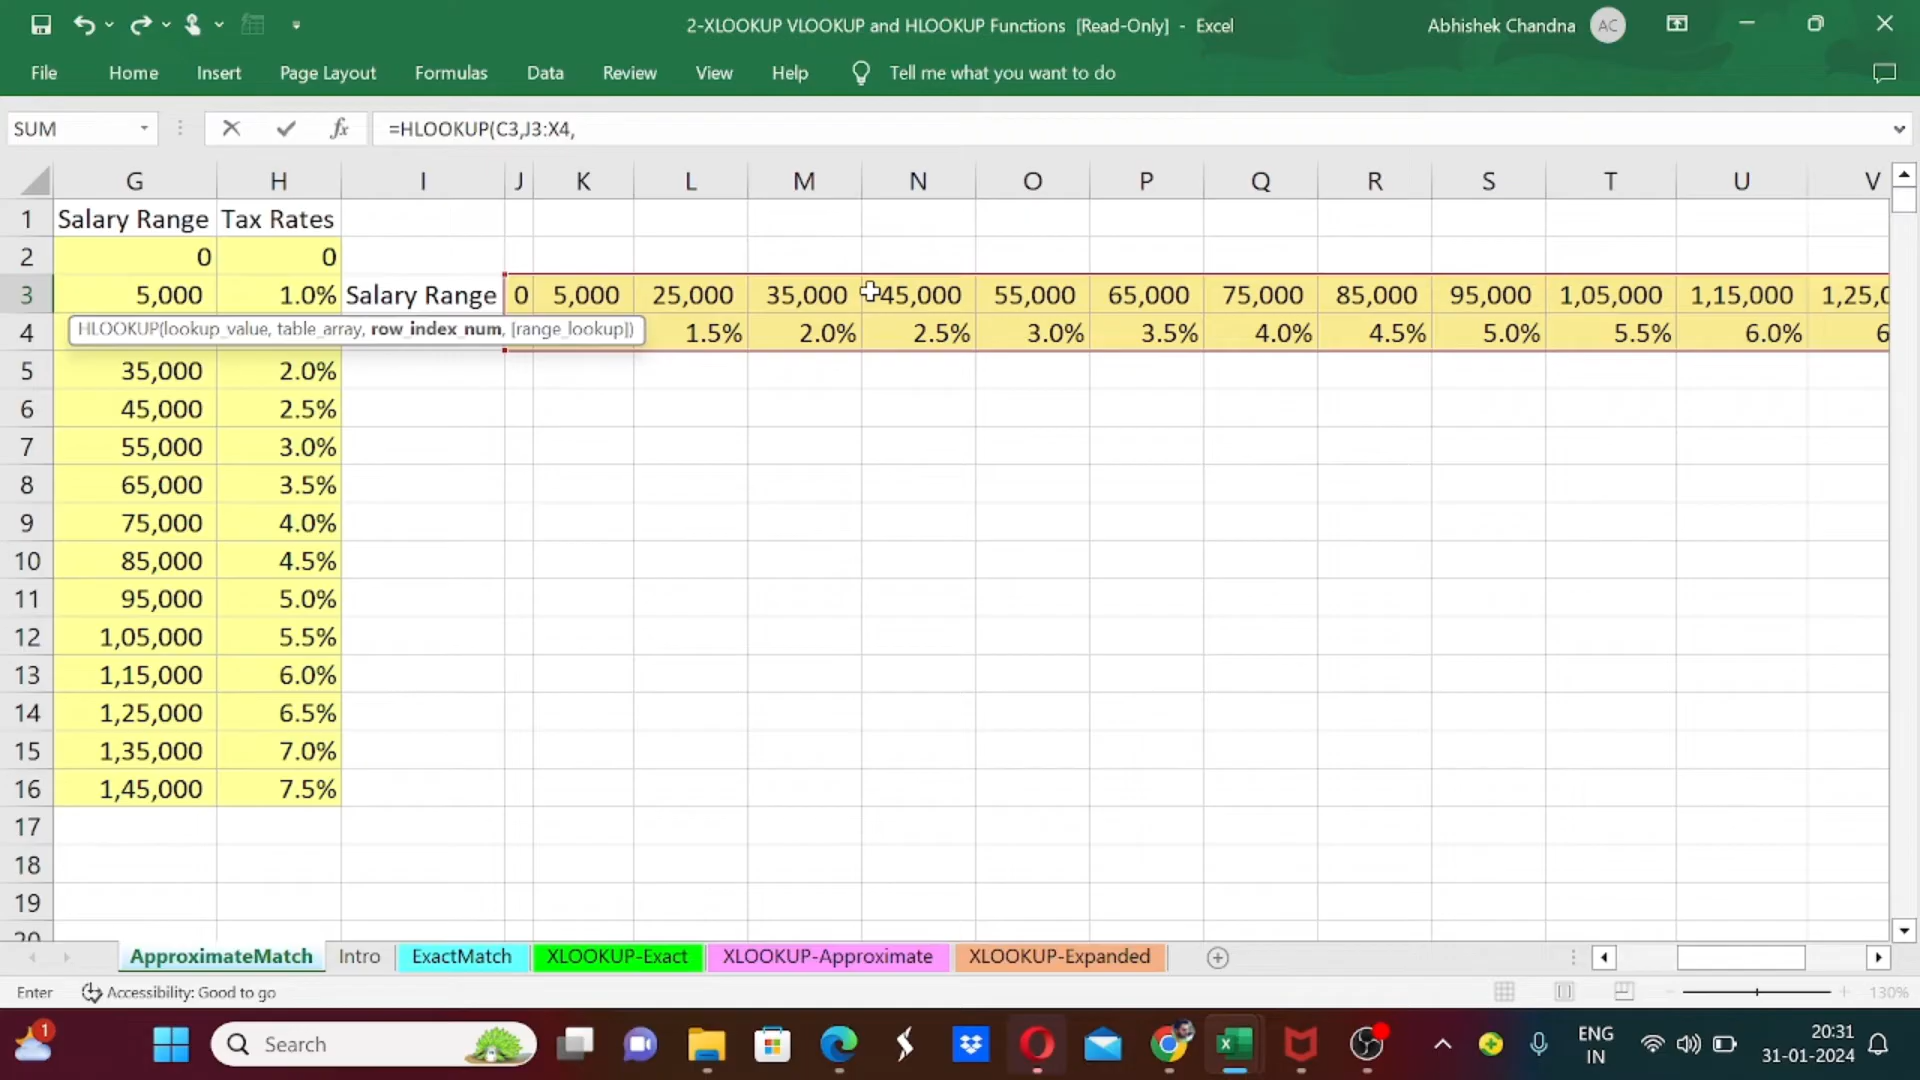 2-XLOOKUP VLOOKUP and HLOOKUP Functions [Read-Only] - Excel
Abhishek Chandna AC
File Home Insert Page Layout Formulas Data Review View Help Tell me what you want to do
SUM fx =HLOOKUP(C3,J3:X4,
G H I J K L M N O P Q R S T U V
1 Salary Range Tax Rates
2 0 0
3 5,000 1.0% Salary Range 0 5,000 25,000 35,000 45,000 55,000 65,000 75,000 85,000 95,000 1,05,000 1,15,000 1,25,0
4 HLOOKUP(lookup_value, table_array, row_index_num, [range_lookup]) 1.5% 2.0% 2.5% 3.0% 3.5% 4.0% 4.5% 5.0% 5.5% 6.0% 6
5 35,000 2.0%
6 45,000 2.5%
7 55,000 3.0%
8 65,000 3.5%
9 75,000 4.0%
10 85,000 4.5%
11 95,000 5.0%
12 1,05,000 5.5%
13 1,15,000 6.0%
14 1,25,000 6.5%
15 1,35,000 7.0%
16 1,45,000 7.5%
17
18
19
20
ApproximateMatch Intro ExactMatch XLOOKUP-Exact XLOOKUP-Approximate XLOOKUP-Expanded
Enter Accessibility: Good to go 130%
1 Search ENG 20:31
IN 31-01-2024